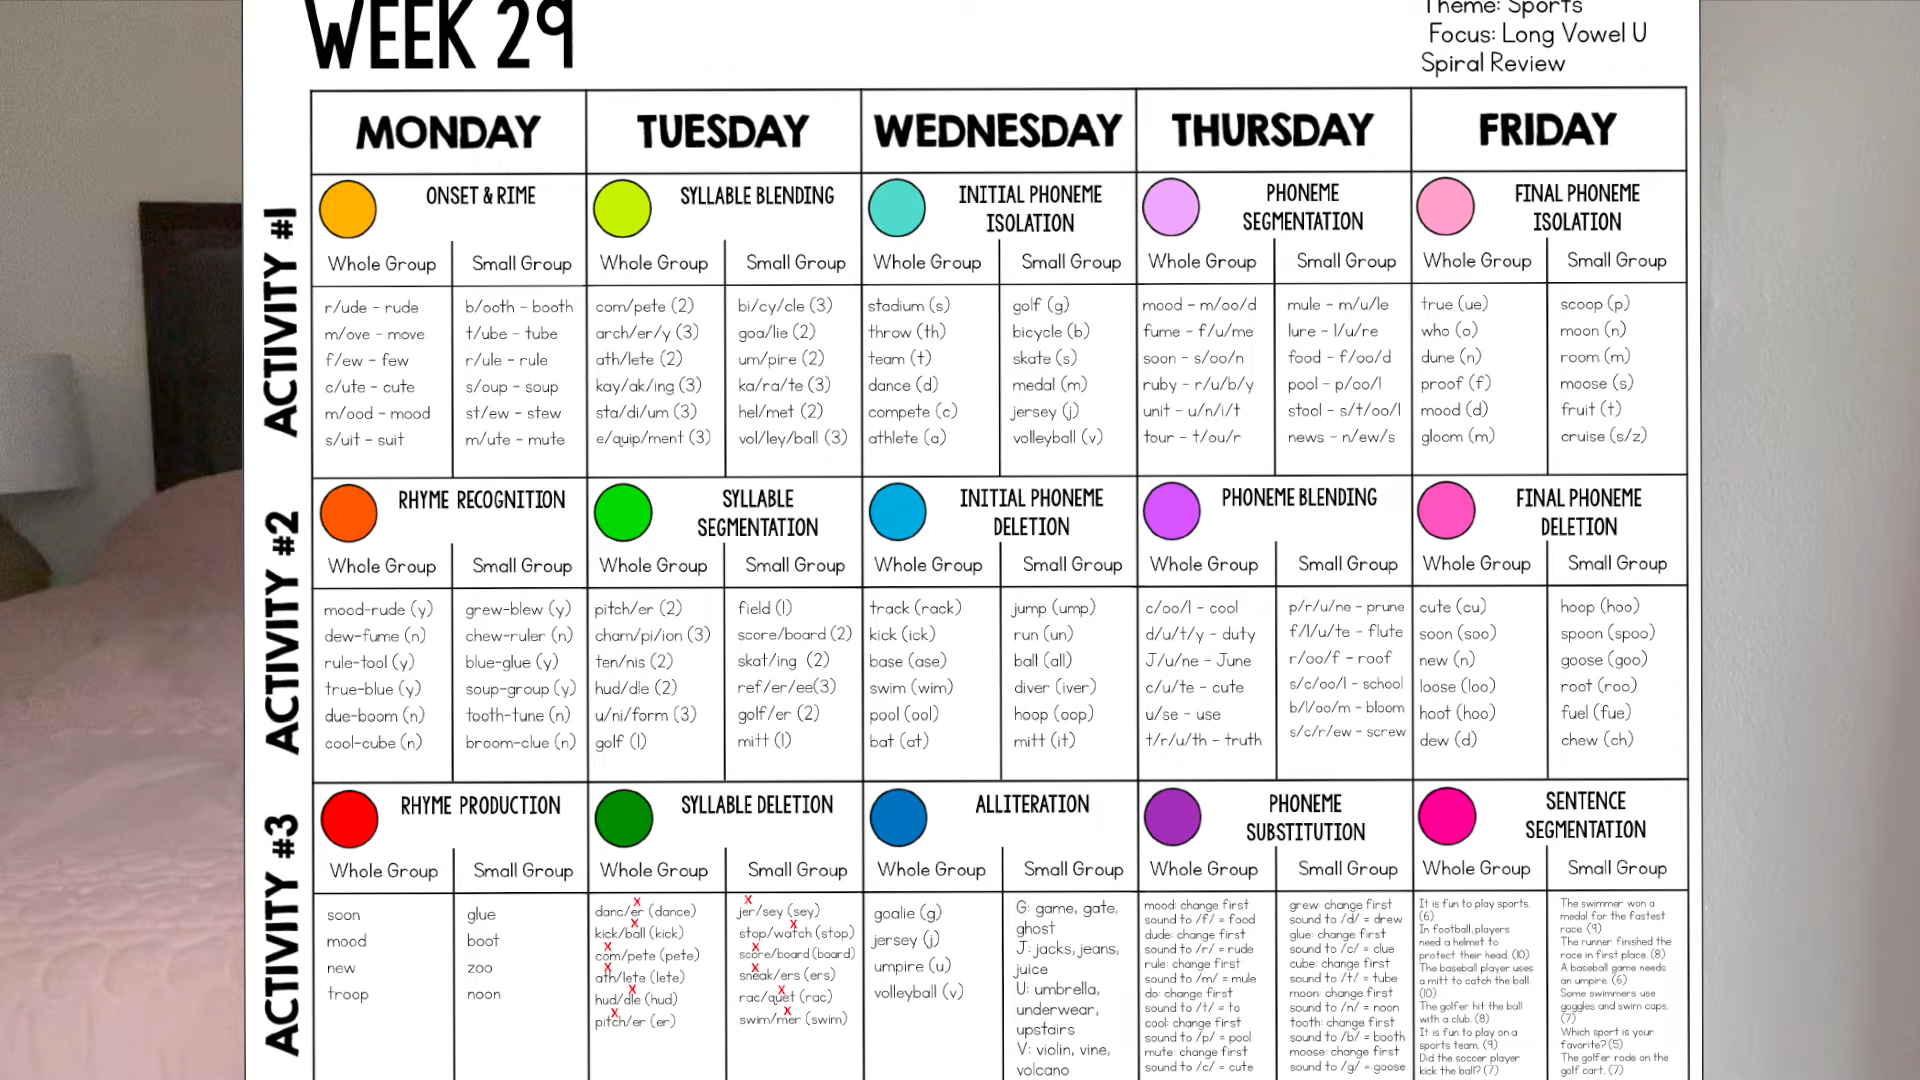 WEEK 29
Theme: Sports
Focus: Long Vowel U
Spiral Review
MONDAY
TUESDAY
WEDNESDAY
THURSDAY
FRIDAY
ACTIVITY #1
ONSET & RIME
Whole Group
r/ude - rude
m/ove - move
f/ew - few
c/ute - cute
m/ood - mood
s/uit - suit
Small Group
b/ooth - booth
t/ube - tube
r/ule - rule
s/oup - soup
st/ew - stew
m/ute - mute
SYLLABLE BLENDING
Whole Group
com/pete (2)
arch/er/y (3)
ath/lete (2)
kay/ak/ing (3)
sta/di/um (3)
e/quip/ment (3)
Small Group
bi/cy/cle (3)
goa/lie (2)
um/pire (2)
ka/ra/te (3)
hel/met (2)
vol/ley/ball (3)
INITIAL PHONEME
ISOLATION
Whole Group
stadium (s)
throw (th)
team (t)
dance (d)
compete (c)
athlete (a)
Small Group
golf (g)
bicycle (b)
skate (s)
medal (m)
jersey (j)
volleyball (v)
PHONEME
SEGMENTATION
Whole Group
mood - m/oo/d
fume - f/u/me
soon - s/oo/n
ruby - r/u/b/y
unit - u/n/i/t
tour - t/ou/r
Small Group
mule - m/u/le
lure - l/u/re
food - f/oo/d
pool - p/oo/l
stool - s/t/oo/l
news - n/ew/s
FINAL PHONEME
ISOLATION
Whole Group
true (ue)
who (o)
dune (n)
proof (f)
mood (d)
gloom (m)
Small Group
scoop (p)
moon (n)
room (m)
moose (s)
fruit (t)
cruise (s/z)
ACTIVITY #2
RHYME RECOGNITION
Whole Group
mood-rude (y)
dew-fume (n)
rule-tool (y)
true-blue (y)
due-boom (n)
cool-cube (n)
Small Group
grew-blew (y)
chew-ruler (n)
blue-glue (y)
soup-group (y)
tooth-tune (n)
broom-clue (n)
SYLLABLE
SEGMENTATION
Whole Group
pitch/er (2)
cham/pi/ion (3)
ten/nis (2)
hud/dle (2)
u/ni/form (3)
golf (1)
Small Group
field (1)
score/board (2)
skat/ing (2)
ref/er/ee(3)
golf/er (2)
mitt (1)
INITIAL PHONEME
DELETION
Whole Group
track (rack)
kick (ick)
base (ase)
swim (wim)
pool (ool)
bat (at)
Small Group
jump (ump)
run (un)
ball (all)
diver (iver)
hoop (oop)
mitt (it)
PHONEME BLENDING
Whole Group
c/oo/l - cool
d/u/t/y - duty
J/u/ne - June
c/u/te - cute
u/se - use
t/r/u/th - truth
Small Group
p/r/u/ne - prune
f/l/u/te - flute
r/oo/f - roof
s/c/oo/l - school
b/l/oo/m - bloom
s/c/r/ew - screw
FINAL PHONEME
DELETION
Whole Group
cute (cu)
soon (soo)
new (n)
loose (loo)
hoot (hoo)
dew (d)
Small Group
hoop (hoo)
spoon (spoo)
goose (goo)
root (roo)
fuel (fue)
chew (ch)
ACTIVITY #3
RHYME PRODUCTION
Whole Group
soon
mood
new
troop
Small Group
glue
boot
zoo
noon
SYLLABLE DELETION
Whole Group
X
danc/er (dance)
X
kick/ball (kick)
X
com/pete (pete)
X
ath/lete (lete)
X
hud/dle (hud)
X
pitch/er (er)
Small Group
X
jer/sey (sey)
X
stop/watch (stop)
X
score/board (board)
X
sneak/ers (ers)
X
rac/quet (rac)
X
swim/mer (swim)
ALLITERATION
Whole Group
goalie (g)
jersey (j)
umpire (u)
volleyball (v)
Small Group
G: game, gate,
ghost
J: jacks, jeans,
juice
U: umbrella,
underwear,
upstairs
V: violin, vine,
volcano
PHONEME
SUBSTITUTION
Whole Group
mood: change first
sound to /f/ = food
dude: change first
sound to /r/ = rude
rule: change first
sound to /m/ = mule
do: change first
sound to /t/ = to
cool: change first
sound to /p/ = pool
mute: change first
sound to /c/ = cute
Small Group
grew: change first
sound to /d/ = drew
glue: change first
sound to /c/ = clue
cube: change first
sound to /t/ = tube
moon: change first
sound to /n/ = noon
tooth: change first
sound to /b/ = booth
moose: change first
sound to /g/ = goose
SENTENCE
SEGMENTATION
Whole Group
It is fun to play sports.
(6)
In football, players
need a helmet to
protect their head. (10)
The baseball player uses
a mitt to catch the ball.
(10)
The golfer hit the ball
with a club. (8)
It is fun to play on a
sports team. (9)
Did the soccer player
kick the ball? (7)
Small Group
The swimmer won a
medal for the fastest
race. (9)
The runner finished the
race in first place. (8)
A baseball game needs
an umpire. (6)
Some swimmers use
goggles and swim caps.
(7)
Which sport is your
favorite? (5)
The golfer rode on the
golf cart. (7)